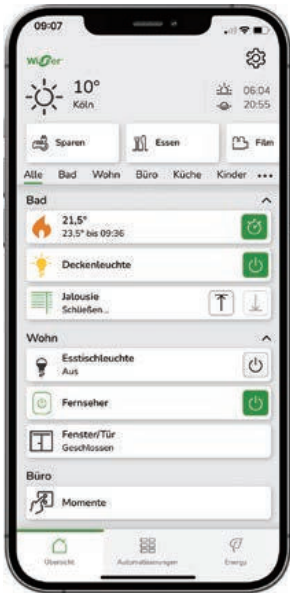 09:07
Wiser
10°
Köln
06:04
20:55
Sparen
Essen
Film
Alle Bad Wohn Büro Küche Kinder
Bad
21,5°
23,5° bis 09:36
Deckenleuchte
Jalousie
Schließen...
Wohn
Esstischleuchte
Aus
Fernseher
Fenster/Tür
Geschlossen
Büro
Momente
Übersicht Automatisierungen Energy